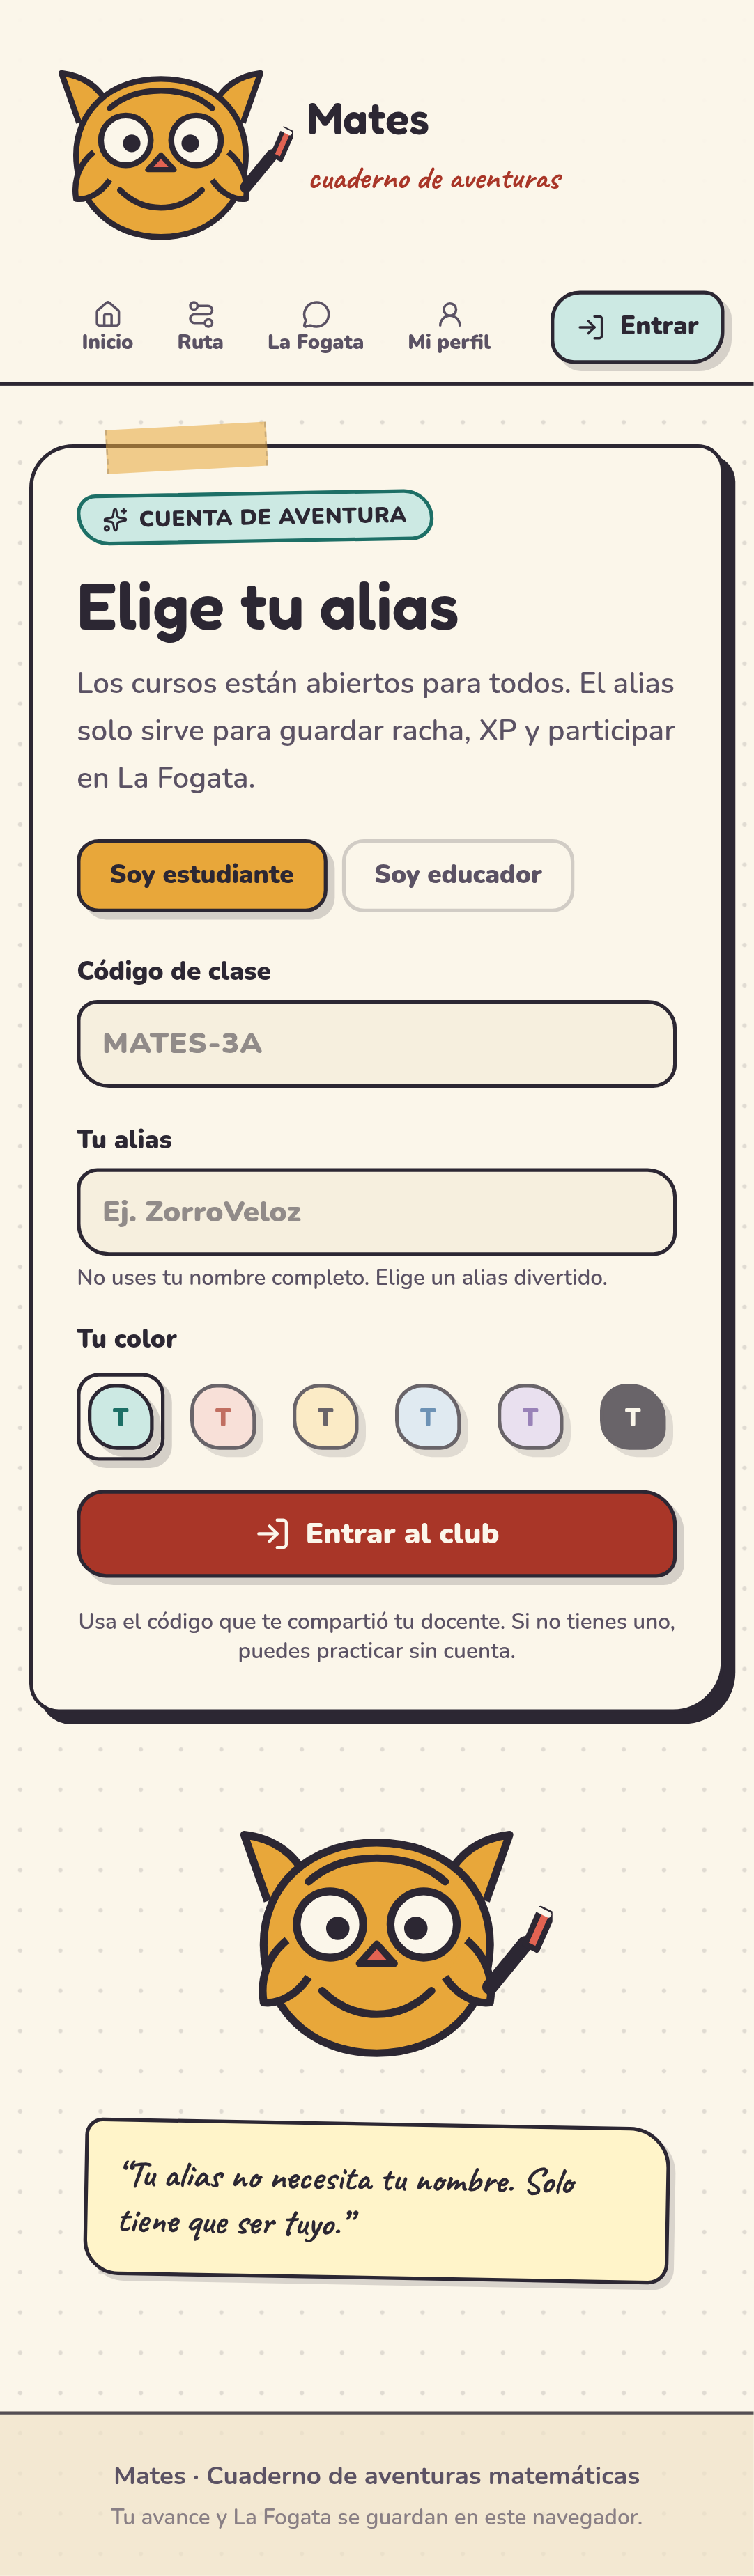 Mates
cuaderno de aventuras
Inicio
Ruta
La Fogata
Mi perfil
Entrar
CUENTA DE AVENTURA
Elige tu alias
Los cursos están abiertos para todos. El alias
solo sirve para guardar racha, XP y participar
en La Fogata.
Soy estudiante
Soy educador
Código de clase
MATES-3A
Tu alias
Ej. ZorroVeloz
No uses tu nombre completo. Elige un alias divertido.
Tu color
T T T T T T
Entrar al club
Usa el código que te compartió tu docente. Si no tienes uno,
puedes practicar sin cuenta.
“Tu alias no necesita tu nombre. Solo
tiene que ser tuyo.”
Mates · Cuaderno de aventuras matemáticas
Tu avance y La Fogata se guardan en este navegador.